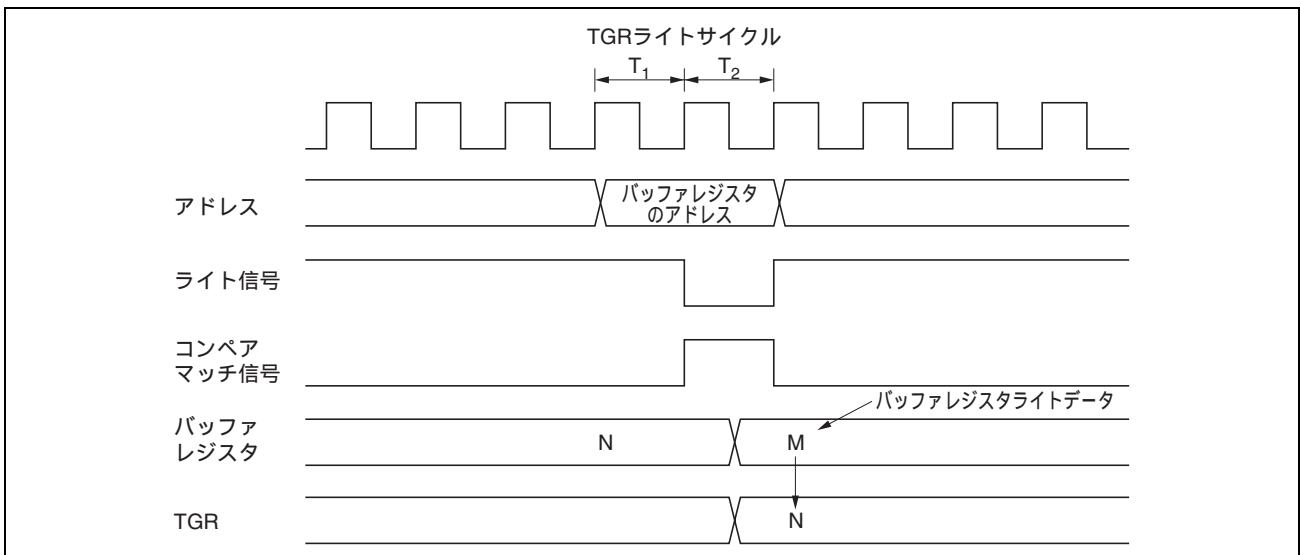 TGRライトサイクル
T1 T2
アドレス
バッファレジスタ
のアドレス
ライト信号
コンペア
マッチ信号
バッファレジスタライトデータ
バッファ
レジスタ
N
M
TGR
N